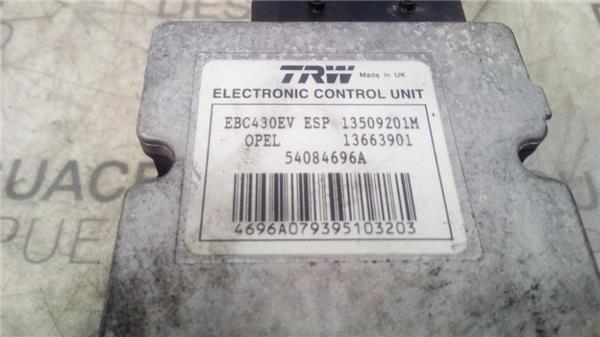 TRW Made in UK
ELECTRONIC CONTROL UNIT
EBC430EV ESP 13509201M
OPEL 13663901
54084696A
4696A079395103203